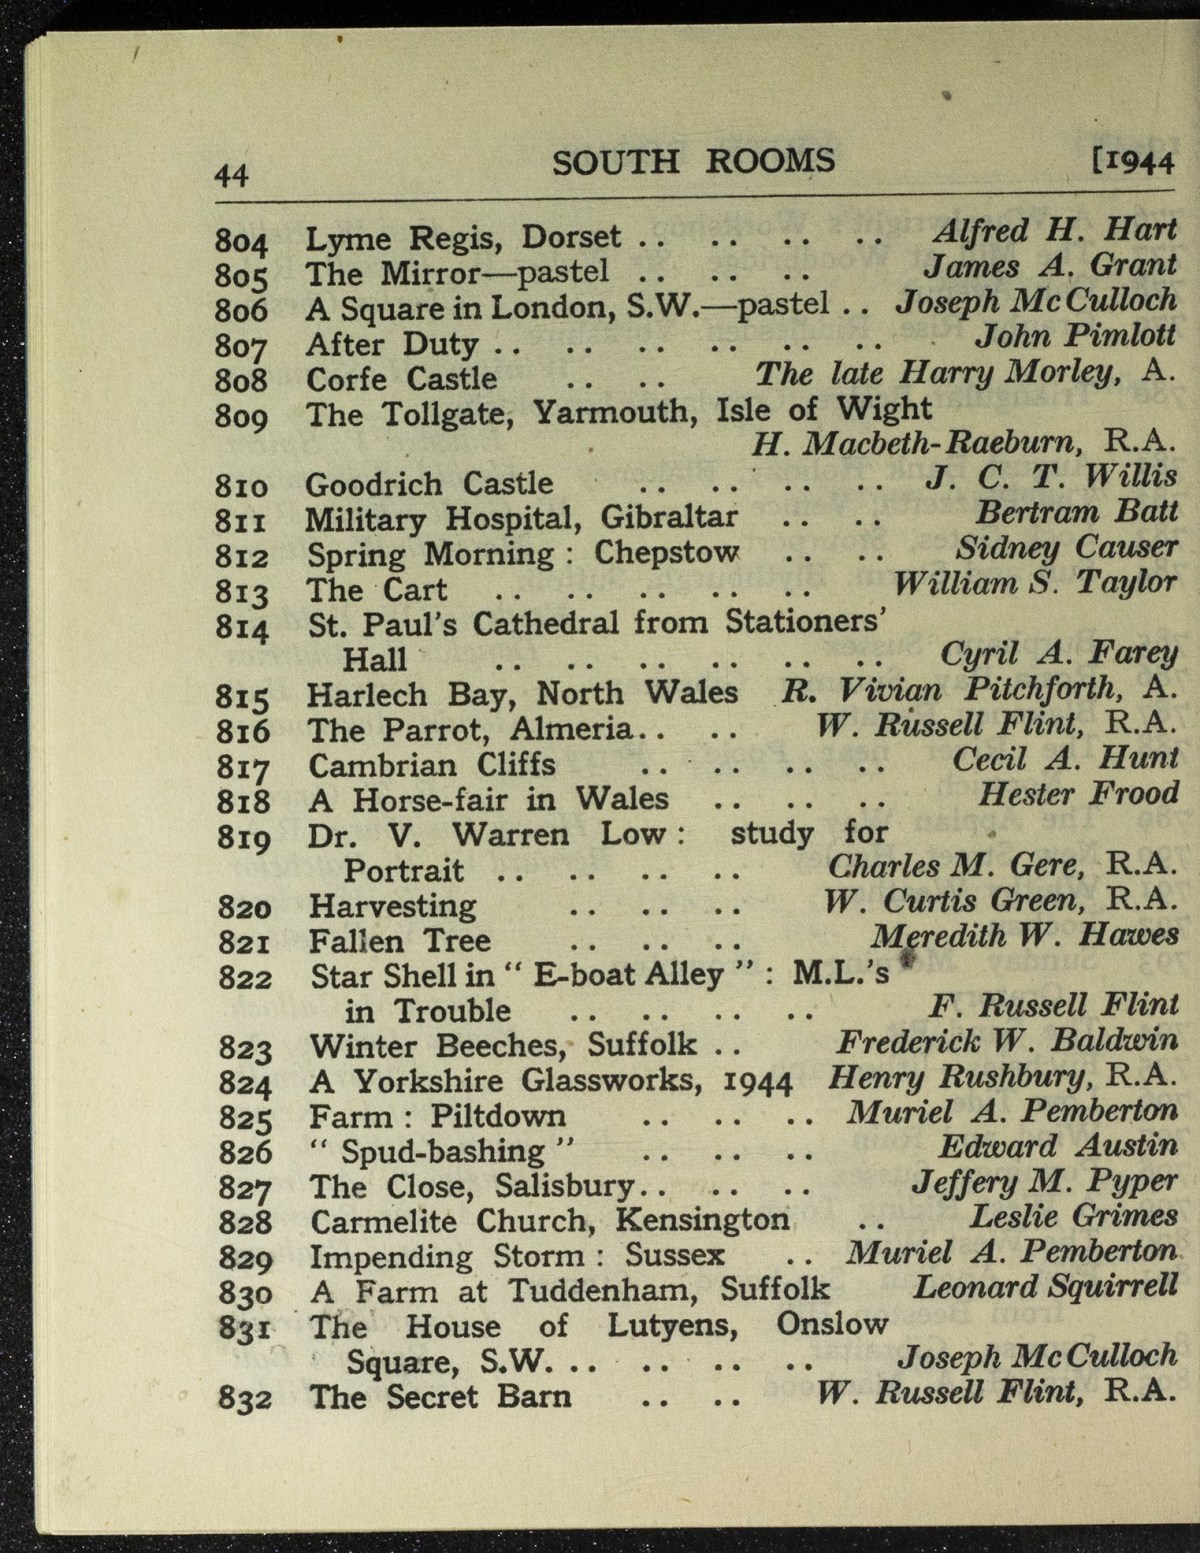 44 SOUTH ROOMS [1944
804 Lyme Regis, Dorset .. .. .. .. Alfred H. Hart
805 The Mirror—pastel .. .. .. James A. Grant
806 A Square in London, S.W.—pastel .. Joseph McCulloch
807 After Duty .. .. .. .. .. .. John Pimlott
808 Corfe Castle .. .. The late Harry Morley, A.
809 The Tollgate, Yarmouth, Isle of Wight
H. Macbeth-Raeburn, R.A.
810 Goodrich Castle .. .. .. .. J. C. T. Willis
811 Military Hospital, Gibraltar .. .. Bertram Batt
812 Spring Morning : Chepstow .. .. Sidney Causer
813 The Cart .. .. .. .. .. William S. Taylor
814 St. Paul's Cathedral from Stationers'
Hall .. .. .. .. .. .. Cyril A. Farey
815 Harlech Bay, North Wales R. Vivian Pitchforth, A.
816 The Parrot, Almeria.. .. W. Russell Flint, R.A.
817 Cambrian Cliffs .. .. .. .. Cecil A. Hunt
818 A Horse-fair in Wales .. .. .. Hester Frood
819 Dr. V. Warren Low : study for
Portrait .. .. .. .. Charles M. Gere, R.A.
820 Harvesting .. .. .. W. Curtis Green, R.A.
821 Fallen Tree .. .. .. Meredith W. Hawes
822 Star Shell in “ E-boat Alley ” : M.L.'s
in Trouble .. .. .. .. F. Russell Flint
823 Winter Beeches, Suffolk .. Frederick W. Baldwin
824 A Yorkshire Glassworks, 1944 Henry Rushbury, R.A.
825 Farm : Piltdown .. .. .. Muriel A. Pemberton
826 “ Spud-bashing ” .. .. .. Edward Austin
827 The Close, Salisbury.. .. .. Jeffery M. Pyper
828 Carmelite Church, Kensington .. Leslie Grimes
829 Impending Storm : Sussex .. Muriel A. Pemberton
830 A Farm at Tuddenham, Suffolk Leonard Squirrell
831 The House of Lutyens, Onslow
Square, S.W. .. .. .. .. Joseph McCulloch
832 The Secret Barn .. .. W. Russell Flint, R.A.